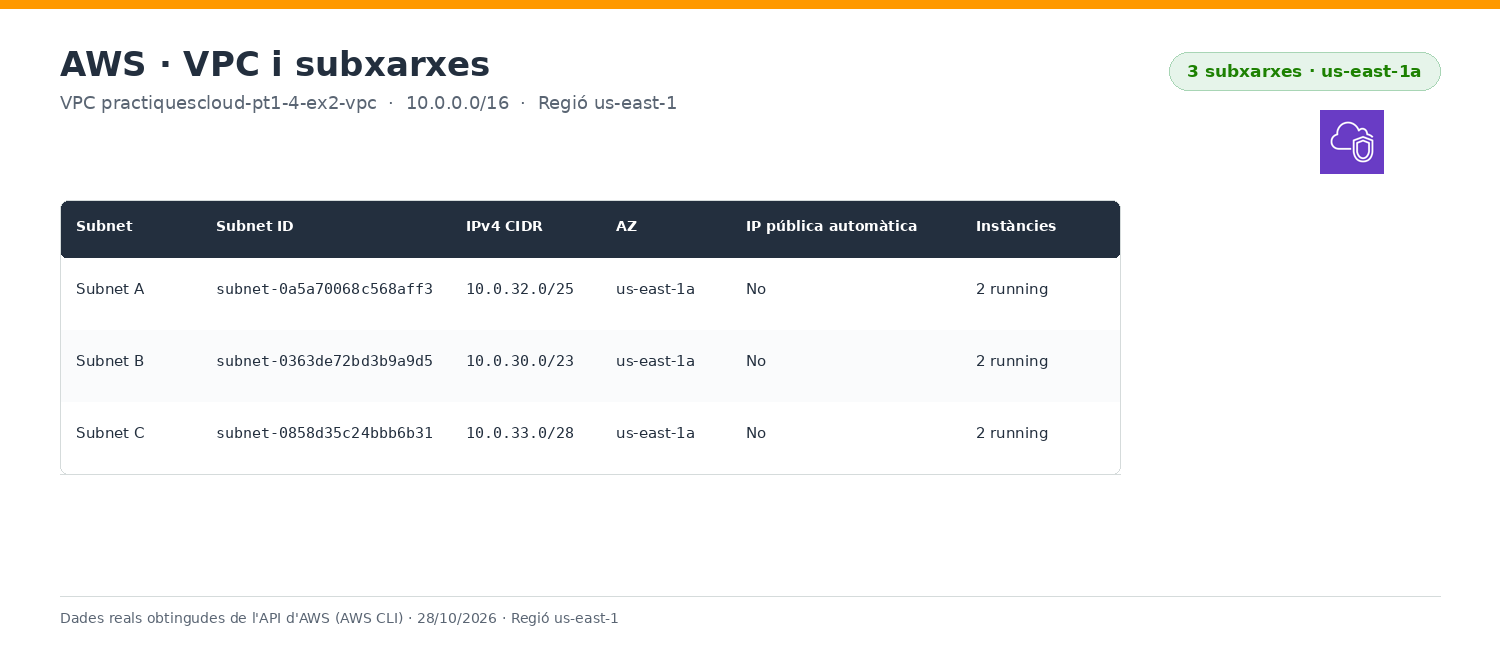 AWS · VPC i subxarxes
3 subxarxes · us-east-1a
VPC practiquescloud-pt1-4-ex2-vpc · 10.0.0.0/16 · Regió us-east-1
Subnet Subnet ID IPv4 CIDR AZ IP pública automàtica Instàncies
Subnet A subnet-0a5a70068c568aff3 10.0.32.0/25 us-east-1a No 2 running
Subnet B subnet-0363de72bd3b9a9d5 10.0.30.0/23 us-east-1a No 2 running
Subnet C subnet-0858d35c24bbb6b31 10.0.33.0/28 us-east-1a No 2 running
Dades reals obtingudes de l'API d'AWS (AWS CLI) · 28/10/2026 · Regió us-east-1